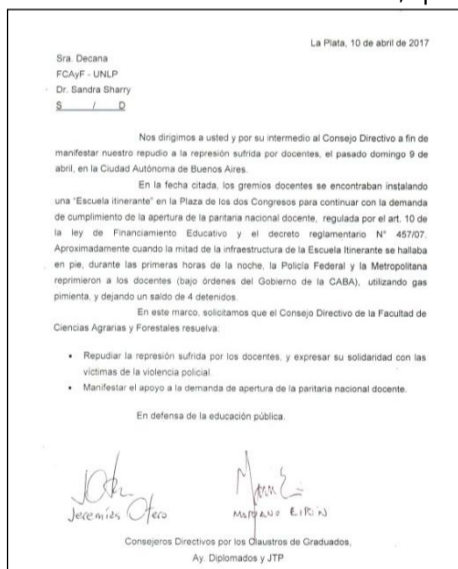 La Plata, 10 de abril de 2017
Sra. Decana
FCAyF - UNLP
Dr. Sandra Sharry
S / D
Nos dirigimos a usted y por su intermedio al Consejo Directivo a fin de
manifestar nuestro repudio a la represión sufrida por docentes, el pasado domingo 9 de
abril, en la Ciudad Autónoma de Buenos Aires.
En la fecha citada, los gremios docentes se encontraban instalando
una "Escuela itinerante" en la Plaza de los dos Congresos para continuar con la demanda
de cumplimiento de la apertura de la paritaria nacional docente, regulada por el art. 10 de
la ley de Financiamiento Educativo y el decreto reglamentario N° 457/07.
Aproximadamente cuando la mitad de la infraestructura de la Escuela Itinerante se hallaba
en pie, durante las primeras horas de la noche, la Policía Federal y la Metropolitana
reprimieron a los docentes (bajo órdenes del Gobierno de la CABA), utilizando gas
pimienta, y dejando un saldo de 4 detenidos.
En este marco, solicitamos que el Consejo Directivo de la Facultad de
Ciencias Agrarias y Forestales resuelva:
• Repudiar la represión sufrida por los docentes, y expresar su solidaridad con las
víctimas de la violencia policial.
• Manifestar el apoyo a la demanda de apertura de la paritaria nacional docente.
En defensa de la educación pública.
Jeremías Otero
MARIANO
Consejeros Directivos por los Claustros de Graduados,
Ay. Diplomados y JTP